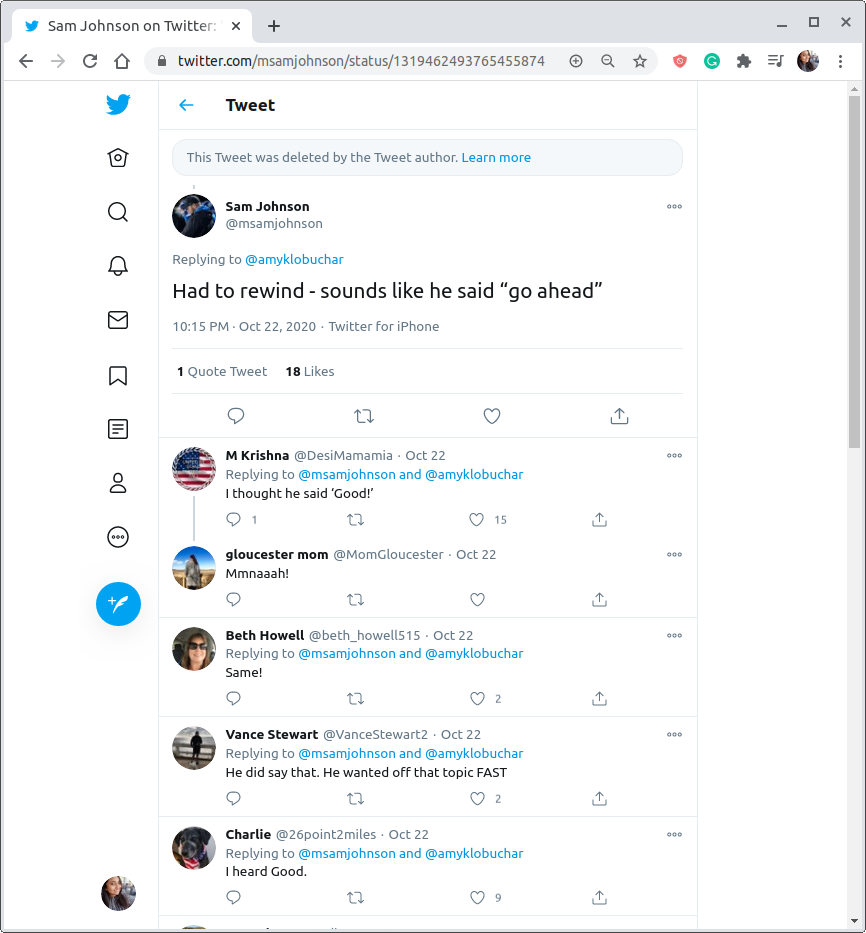 Sam Johnson on Twitter:
twitter.com/msamjohnson/status/1319462493765455874
Tweet
This Tweet was deleted by the Tweet author. Learn more
Sam Johnson
@msamjohnson
Replying to @amyklobuchar
Had to rewind - sounds like he said “go ahead”
10:15 PM · Oct 22, 2020 · Twitter for iPhone
1 Quote Tweet 18 Likes
M Krishna @DesiMamamia · Oct 22
Replying to @msamjohnson and @amyklobuchar
I thought he said ‘Good!’
1 15
gloucester mom @MomGloucester · Oct 22
Mmnaaah!
Beth Howell @beth_howell515 · Oct 22
Replying to @msamjohnson and @amyklobuchar
Same!
2
Vance Stewart @VanceStewart2 · Oct 22
Replying to @msamjohnson and @amyklobuchar
He did say that. He wanted off that topic FAST
2
Charlie @26point2miles · Oct 22
Replying to @msamjohnson and @amyklobuchar
I heard Good.
9